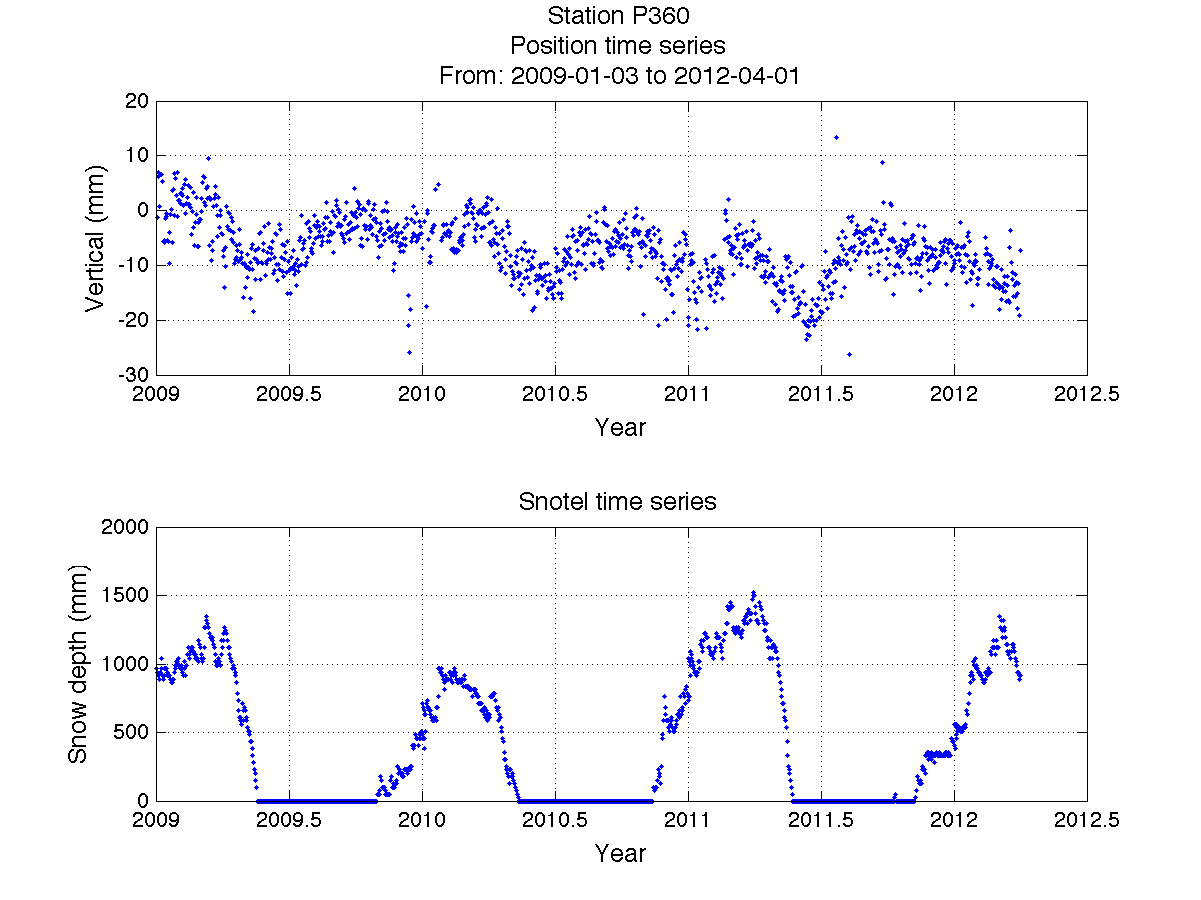 Station P360
Position time series
From: 2009-01-03 to 2012-04-01
20
10
0
-10
-20
-30
Vertical (mm)
2009 2009.5 2010 2010.5 2011 2011.5 2012 2012.5
Year
Snotel time series
2000
1500
1000
500
0
Snow depth (mm)
2009 2009.5 2010 2010.5 2011 2011.5 2012 2012.5
Year